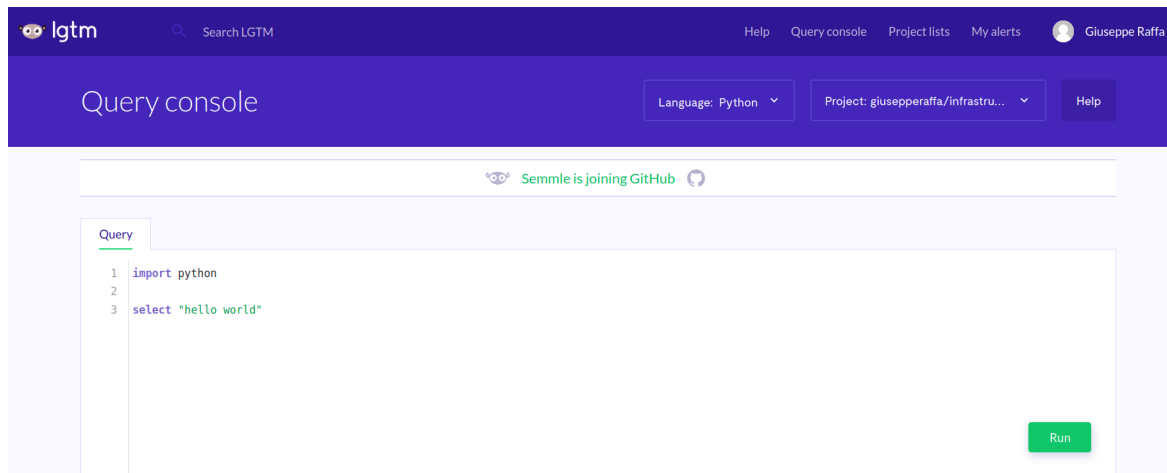 lgtm Search LGTM Help Query console Project lists My alerts Giuseppe Raffa
Query console Language: Python Project: giusepperaffa/infrastru... Help
Semmle is joining GitHub
Query
1 import python
2
3 select "hello world"
Run